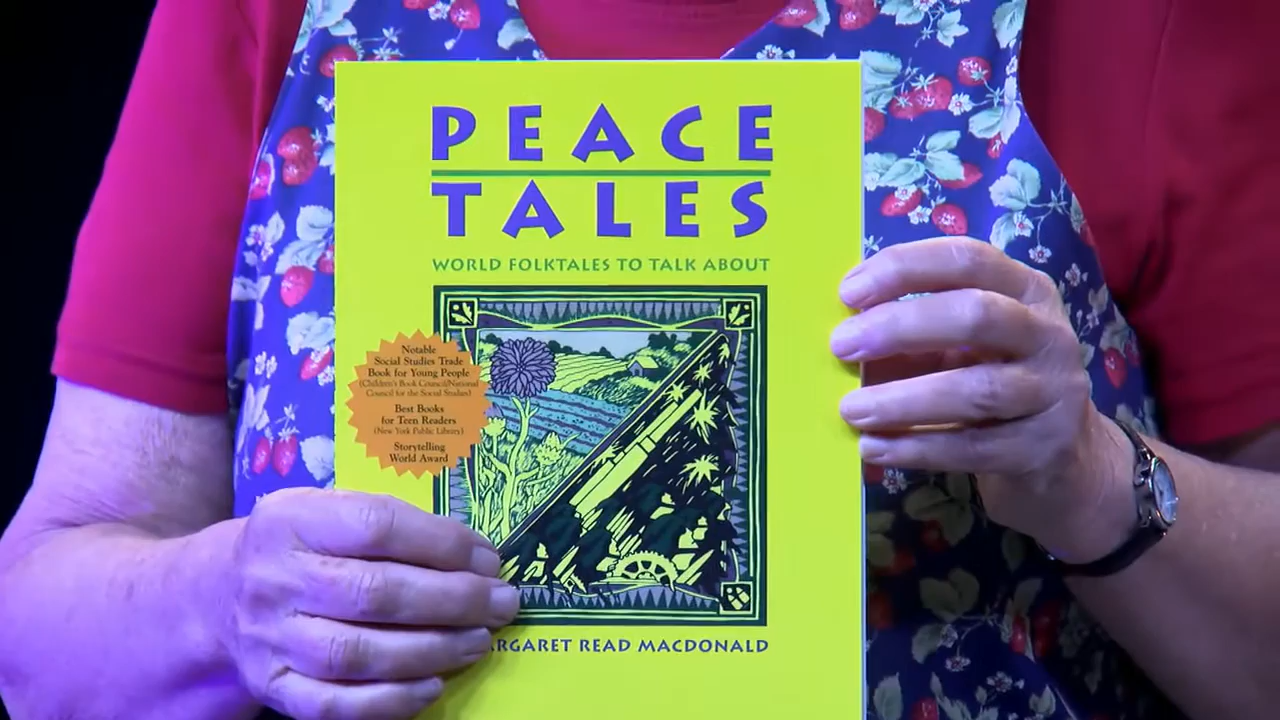 PEACE
TALES
WORLD FOLKTALES TO TALK ABOUT
Notable
Social Studies Trade
Book for Young People
(Children's Book Council/National
Council for the Social Studies)
Best Books
for Teen Readers
(New York Public Library)
Storytelling
World Award
ARGARET READ MACDONALD